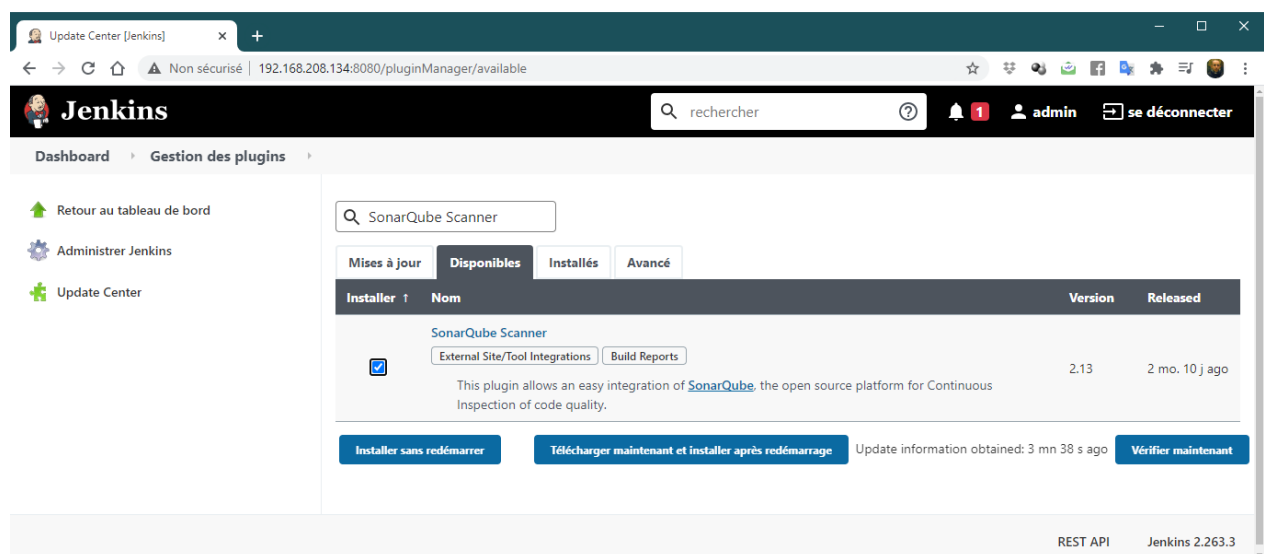 Update Center [Jenkins]
Non sécurisé | 192.168.208.134:8080/pluginManager/available
Jenkins
rechercher
1
admin
se déconnecter
Dashboard
Gestion des plugins
Retour au tableau de bord
Administrer Jenkins
Update Center
SonarQube Scanner
Mises à jour
Disponibles
Installés
Avancé
Installer ↑ Nom Version Released
SonarQube Scanner
External Site/Tool Integrations Build Reports
This plugin allows an easy integration of SonarQube, the open source platform for Continuous
Inspection of code quality.
2.13
2 mo. 10 j ago
Installer sans redémarrer
Télécharger maintenant et installer après redémarrage
Update information obtained: 3 mn 38 s ago
Vérifier maintenant
REST API
Jenkins 2.263.3